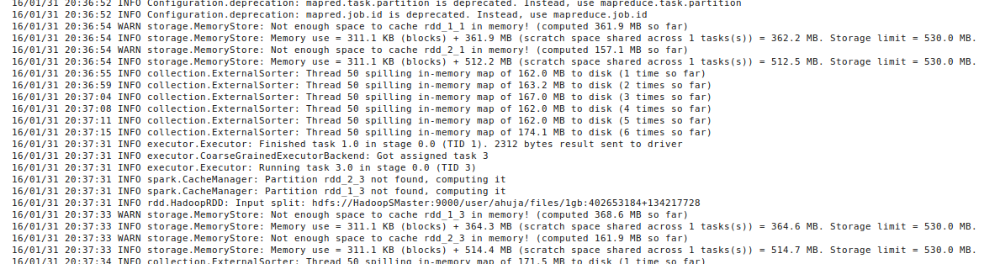 16/01/31 20:36:52 INFO Configuration.deprecation: mapred.task.partition is deprecated. Instead, use mapreduce.task.partition
16/01/31 20:36:52 INFO Configuration.deprecation: mapred.job.id is deprecated. Instead, use mapreduce.job.id
16/01/31 20:36:54 WARN storage.MemoryStore: Not enough space to cache rdd_1_1 in memory! (computed 361.9 MB so far)
16/01/31 20:36:54 INFO storage.MemoryStore: Memory use = 311.1 KB (blocks) + 361.9 MB (scratch space shared across 1 tasks(s)) = 362.2 MB. Storage limit = 530.0 MB.
16/01/31 20:36:54 WARN storage.MemoryStore: Not enough space to cache rdd_2_1 in memory! (computed 157.1 MB so far)
16/01/31 20:36:54 INFO storage.MemoryStore: Memory use = 311.1 KB (blocks) + 512.2 MB (scratch space shared across 1 tasks(s)) = 512.5 MB. Storage limit = 530.0 MB.
16/01/31 20:36:55 INFO collection.ExternalSorter: Thread 50 spilling in-memory map of 162.0 MB to disk (1 time so far)
16/01/31 20:36:59 INFO collection.ExternalSorter: Thread 50 spilling in-memory map of 163.2 MB to disk (2 times so far)
16/01/31 20:37:04 INFO collection.ExternalSorter: Thread 50 spilling in-memory map of 167.0 MB to disk (3 times so far)
16/01/31 20:37:08 INFO collection.ExternalSorter: Thread 50 spilling in-memory map of 162.0 MB to disk (4 times so far)
16/01/31 20:37:11 INFO collection.ExternalSorter: Thread 50 spilling in-memory map of 162.0 MB to disk (5 times so far)
16/01/31 20:37:15 INFO collection.ExternalSorter: Thread 50 spilling in-memory map of 174.1 MB to disk (6 times so far)
16/01/31 20:37:31 INFO executor.Executor: Finished task 1.0 in stage 0.0 (TID 1). 2312 bytes result sent to driver
16/01/31 20:37:31 INFO executor.CoarseGrainedExecutorBackend: Got assigned task 3
16/01/31 20:37:31 INFO executor.Executor: Running task 3.0 in stage 0.0 (TID 3)
16/01/31 20:37:31 INFO spark.CacheManager: Partition rdd_2_3 not found, computing it
16/01/31 20:37:31 INFO spark.CacheManager: Partition rdd_1_3 not found, computing it
16/01/31 20:37:31 INFO rdd.HadoopRDD: Input split: hdfs://HadoopSMaster:9000/user/ahuja/files/1gb:402653184+134217728
16/01/31 20:37:33 WARN storage.MemoryStore: Not enough space to cache rdd_1_3 in memory! (computed 368.6 MB so far)
16/01/31 20:37:33 INFO storage.MemoryStore: Memory use = 311.1 KB (blocks) + 364.3 MB (scratch space shared across 1 tasks(s)) = 364.6 MB. Storage limit = 530.0 MB.
16/01/31 20:37:33 WARN storage.MemoryStore: Not enough space to cache rdd_2_3 in memory! (computed 161.9 MB so far)
16/01/31 20:37:33 INFO storage.MemoryStore: Memory use = 311.1 KB (blocks) + 514.4 MB (scratch space shared across 1 tasks(s)) = 514.7 MB. Storage limit = 530.0 MB.
16/01/31 20:37:34 INFO collection.ExternalSorter: Thread 50 spilling in-memory map of 171.5 MB to disk (1 time so far)